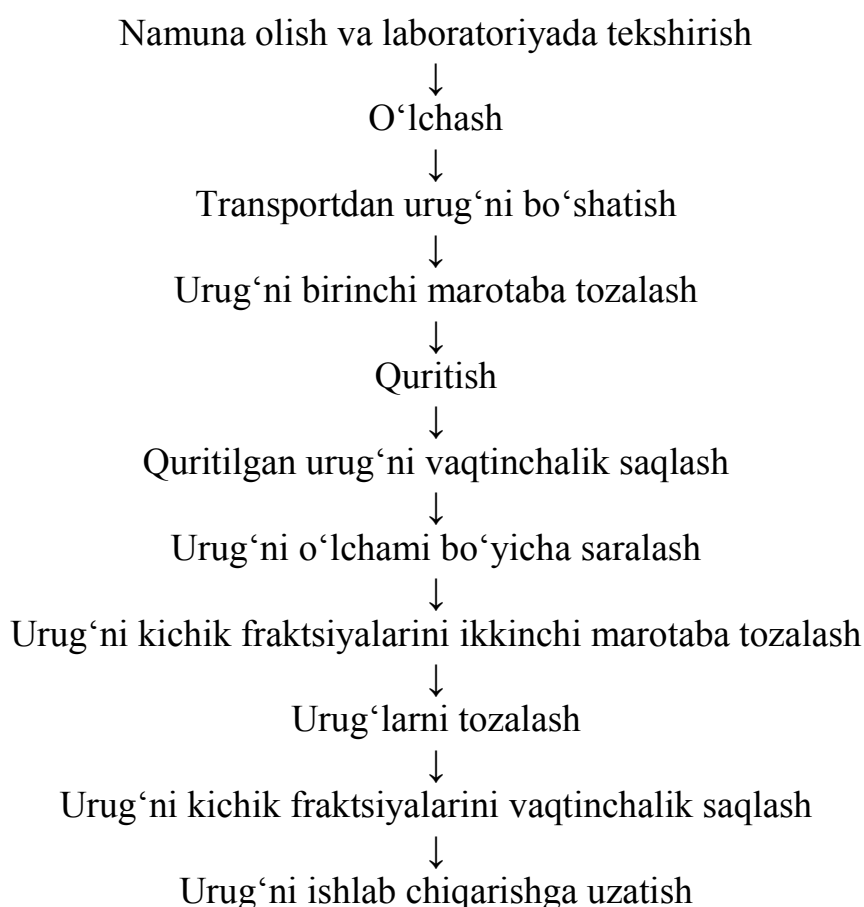 Namuna olish va laboratoriyada tekshirish
↓
O‘lchash
↓
Transportdan urug‘ni bo‘shatish
↓
Urug‘ni birinchi marotaba tozalash
↓
Quritish
↓
Quritilgan urug‘ni vaqtinchalik saqlash
↓
Urug‘ni o‘lchami bo‘yicha saralash
↓
Urug‘ni kichik fraktsiyalarini ikkinchi marotaba tozalash
↓
Urug‘larni tozalash
↓
Urug‘ni kichik fraktsiyalarini vaqtinchalik saqlash
↓
Urug‘ni ishlab chiqarishga uzatish